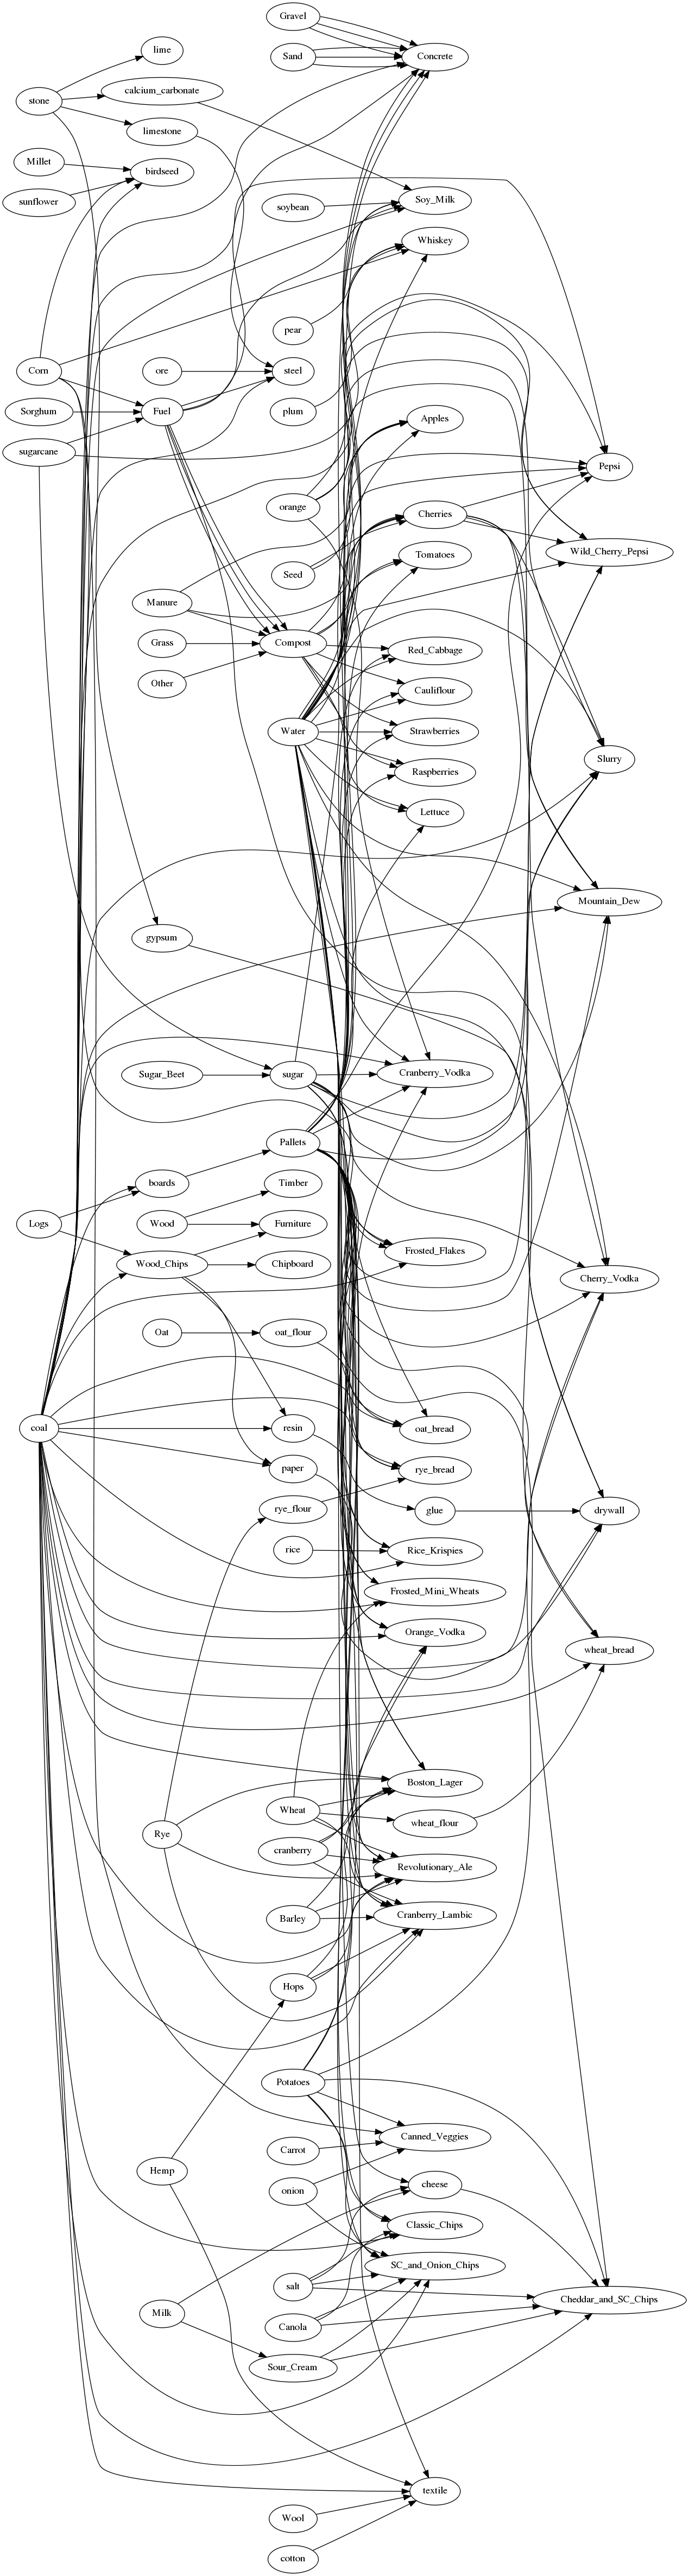 Gravel
Sand
Concrete
lime
stone
calcium_carbonate
limestone
Millet
birdseed
sunflower
soybean
Soy_Milk
Whiskey
pear
Corn
ore
steel
Sorghum
Fuel
plum
Apples
sugarcane
Pepsi
orange
Cherries
Wild_Cherry_Pepsi
Tomatoes
Seed
Manure
Grass
Compost
Red_Cabbage
Other
Cauliflour
Water
Strawberries
Slurry
Raspberries
Lettuce
Mountain_Dew
gypsum
Sugar_Beet
sugar
Cranberry_Vodka
Pallets
boards
Timber
Logs
Wood
Furniture
Frosted_Flakes
Wood_Chips
Chipboard
Cherry_Vodka
Oat
oat_flour
coal
resin
oat_bread
paper
rye_bread
rye_flour
glue
drywall
rice
Rice_Krispies
Frosted_Mini_Wheats
Orange_Vodka
wheat_bread
Boston_Lager
Wheat
wheat_flour
Rye
cranberry
Revolutionary_Ale
Barley
Cranberry_Lambic
Hops
Potatoes
Canned_Veggies
Carrot
Hemp
onion
cheese
Classic_Chips
SC_and_Onion_Chips
salt
Cheddar_and_SC_Chips
Milk
Canola
Sour_Cream
textile
Wool
cotton